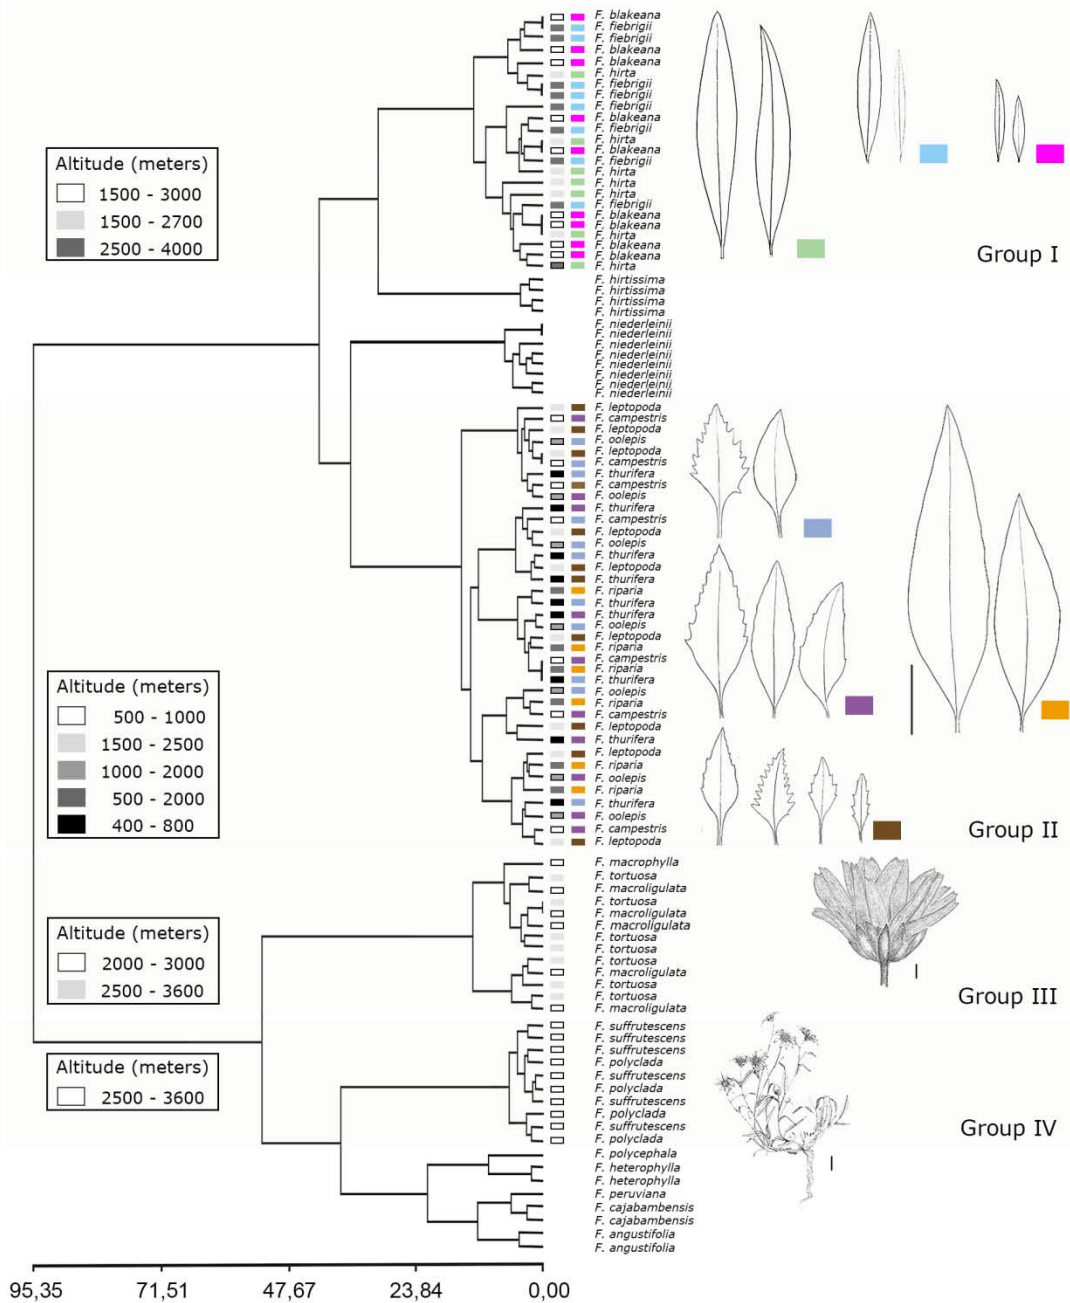 F. blakeana
F. fiebrigii
F. fiebrigii
F. blakeana
F. blakeana
F. hirta
F. fiebrigii
F. fiebrigii
F. fiebrigii
F. blakeana
F. fiebrigii
F. hirta
F. blakeana
F. fiebrigii
F. hirta
F. hirta
F. hirta
F. fiebrigii
F. blakeana
F. blakeana
F. hirta
F. blakeana
F. blakeana
F. hirta
Altitude (meters)
1500 - 3000
1500 - 2700
2500 - 4000
Group I
F. hirtissima
F. hirtissima
F. hirtissima
F. hirtissima
F. niederleinii
F. niederleinii
F. niederleinii
F. niederleinii
F. niederleinii
F. niederleinii
F. niederleinii
F. niederleinii
F. leptopoda
F. campestris
F. leptopoda
F. oolepis
F. leptopoda
F. campestris
F. thurifera
F. campestris
F. oolepis
F. thurifera
F. campestris
F. leptopoda
F. oolepis
F. thurifera
F. leptopoda
F. thurifera
F. riparia
F. thurifera
F. thurifera
F. oolepis
F. leptopoda
F. riparia
F. campestris
F. riparia
F. thurifera
F. oolepis
F. riparia
F. campestris
F. leptopoda
F. thurifera
F. leptopoda
F. riparia
F. oolepis
F. riparia
F. thurifera
F. oolepis
F. campestris
F. leptopoda
Altitude (meters)
500 - 1000
1500 - 2500
1000 - 2000
500 - 2000
400 - 800
Group II
F. macrophylla
F. tortuosa
F. macroligulata
F. tortuosa
F. macroligulata
F. macroligulata
F. tortuosa
F. tortuosa
F. tortuosa
F. macroligulata
F. tortuosa
F. tortuosa
F. macroligulata
Altitude (meters)
2000 - 3000
2500 - 3600
Group III
F. suffrutescens
F. suffrutescens
F. suffrutescens
F. polyclada
F. suffrutescens
F. polyclada
F. suffrutescens
F. polyclada
F. suffrutescens
F. polyclada
Altitude (meters)
2500 - 3600
Group IV
F. polycephala
F. heterophylla
F. heterophylla
F. peruviana
F. cajabambensis
F. cajabambensis
F. angustifolia
F. angustifolia
95,35 71,51 47,67 23,84 0,00